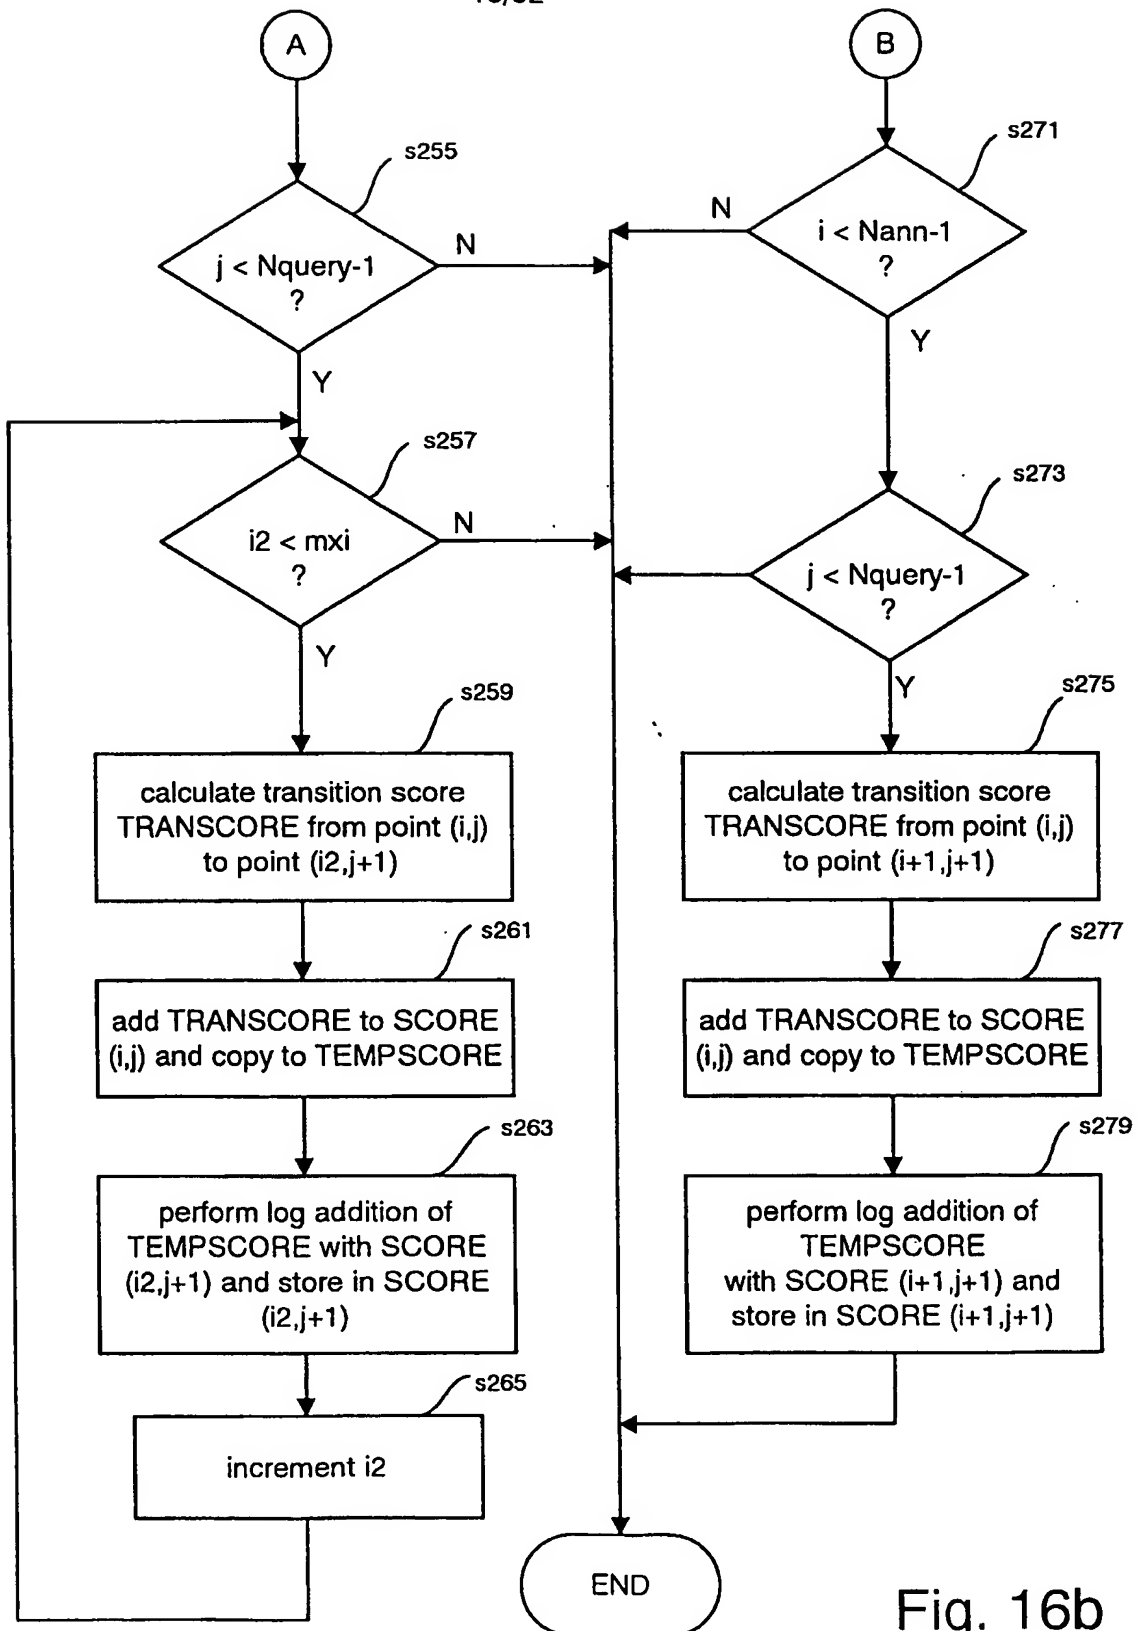 A
B
s255
s271
j < Nquery-1
?
N
i < Nann-1
?
N
Y
Y
s257
s273
i2 < mxi
?
N
j < Nquery-1
?
Y
Y
s259
s275
calculate transition score
TRANSCORE from point (i,j)
to point (i2,j+1)
calculate transition score
TRANSCORE from point (i,j)
to point (i+1,j+1)
s261
s277
add TRANSCORE to SCORE
(i,j) and copy to TEMPSCORE
add TRANSCORE to SCORE
(i,j) and copy to TEMPSCORE
s263
s279
perform log addition of
TEMPSCORE with SCORE
(i2,j+1) and store in SCORE
(i2,j+1)
perform log addition of
TEMPSCORE
with SCORE (i+1,j+1) and
store in SCORE (i+1,j+1)
s265
increment i2
END
Fig. 16b